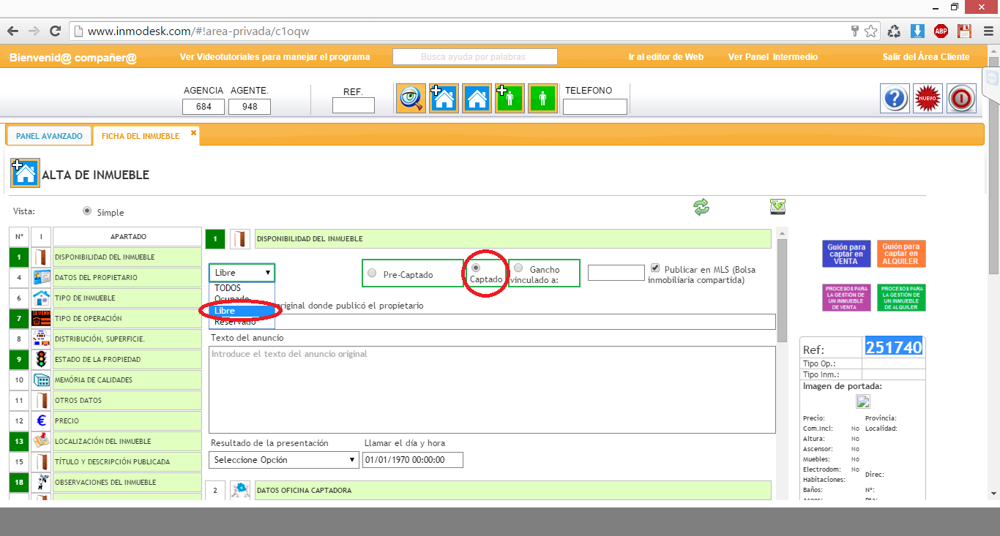 www.inmodesk.com/#!area-privada/c1oqw
ABP
Bienvenid@ compañer@
Ver Videotutoriales para manejar el programa
Busca ayuda por palabras
Ir al editor de Web
Ver Panel Intermedio
Salir del Área Cliente
AGENCIA AGENTE.
684 948
REF.
TELEFONO
NUEVO
PANEL AVANZADO
FICHA DEL INMUEBLE
ALTA DE INMUEBLE
Vista:
Simple
Nº I APARTADO
1 DISPONIBILIDAD DEL INMUEBLE
4 DATOS DEL PROPIETARIO
6 TIPO DE INMUEBLE
7 TIPO DE OPERACIÓN
8 DISTRIBUCIÓN, SUPERFICIE.
9 ESTADO DE LA PROPIEDAD
10 MEMÓRIA DE CALIDADES
11 OTROS DATOS
12 € PRECIO
13 LOCALIZACIÓN DEL INMUEBLE
15 TÍTULO Y DESCRIPCIÓN PUBLICADA
18 OBSERVACIONES DEL INMUEBLE
1 DISPONIBILIDAD DEL INMUEBLE
Libre
TODOS
Ocupado
Libre
Reservado
Pre-Captado
Captado
Gancho
vinculado a:
Publicar en MLS (Bolsa
inmobiliaria compartida)
original donde publicó el propietario
Texto del anuncio
Introduce el texto del anuncio original
Resultado de la presentación
Seleccione Opción
Llamar el día y hora
01/01/1970 00:00:00
2 DATOS OFICINA CAPTADORA
Guión para
captar en
VENTA
Guión para
captar en
ALQUILER
PROCESOS PARA
LA GESTIÓN DE
UN INMUEBLE
DE VENTA
PROCESOS PARA
LA GESTIÓN DE
UN INMUEBLE
DE ALQUILER
Ref: 251740
Tipo Op.:
Tipo Inm.:
Imagen de portada:
Precio: Provincia:
Com.Incl: No Localidad:
Altura: No
Ascensor: No
Muebles: No
Electrodom: No
Direc:
Habitaciones:
Baños: Nº: